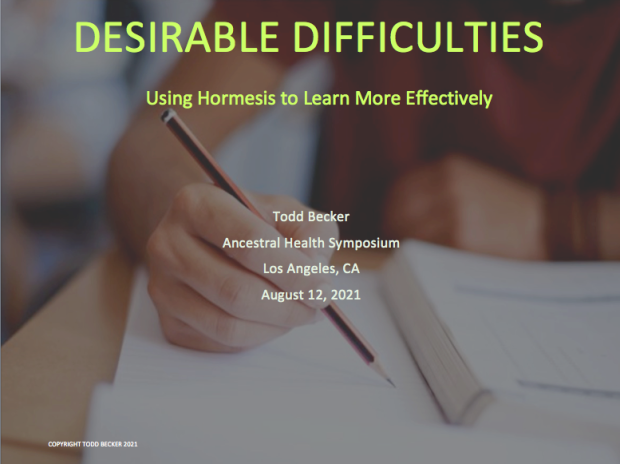 DESIRABLE DIFFICULTIES
Using Hormesis to Learn More Effectively
Todd Becker
Ancestral Health Symposium
Los Angeles, CA
August 12, 2021
COPYRIGHT TODD BECKER 2021